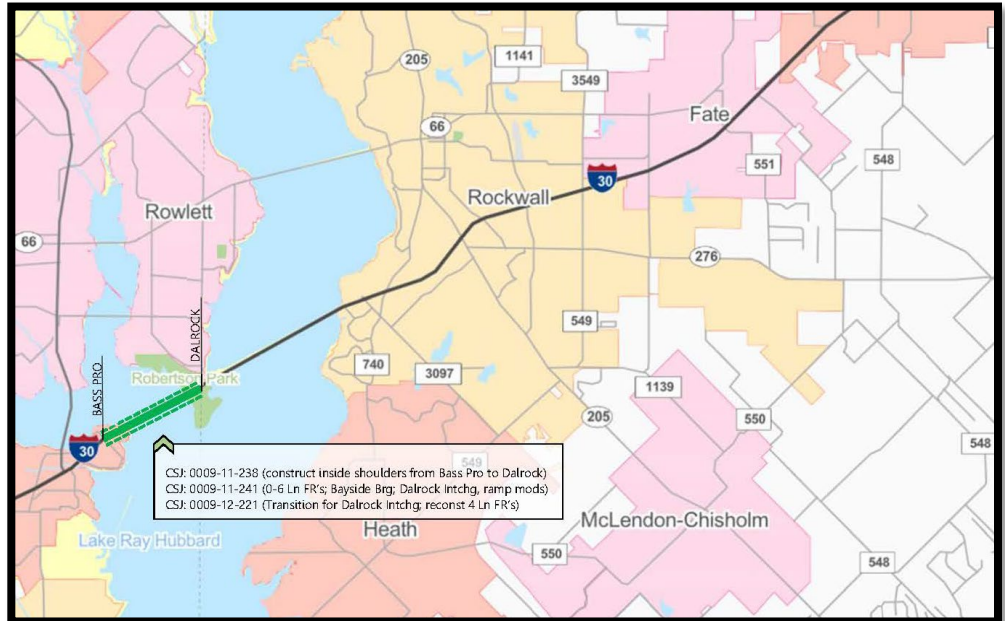 205
1141
3549
66
Fate
551
548
30
Rockwall
Rowlett
66
276
DALROCK
549
740
3097
Robertson Park
BASS PRO
1139
205
550
548
30
549
CSJ: 0009-11-238 (construct inside shoulders from Bass Pro to Dalrock)
CSJ: 0009-11-241 (0-6 Ln FR's; Bayside Brg; Dalrock Intchg, ramp mods)
CSJ: 0009-12-221 (Transition for Dalrock Intchg; reconst 4 Ln FR's)
Heath
McLendon-Chisholm
Lake Ray Hubbard
550
548